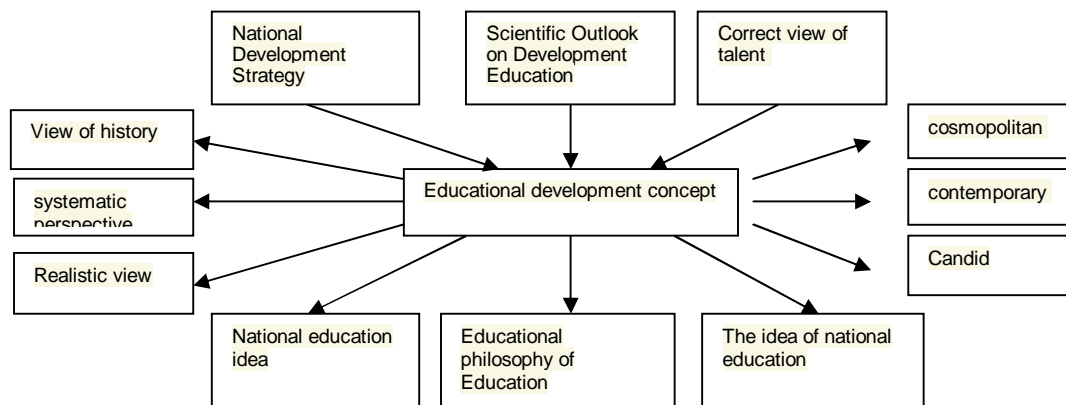 National
Development
Strategy
Scientific Outlook
on Development
Education
Correct view of
talent
View of history
cosmopolitan
Educational development concept
systematic
perspective
contemporary
Realistic view
Candid
National education
idea
Educational
philosophy of
Education
The idea of national
education